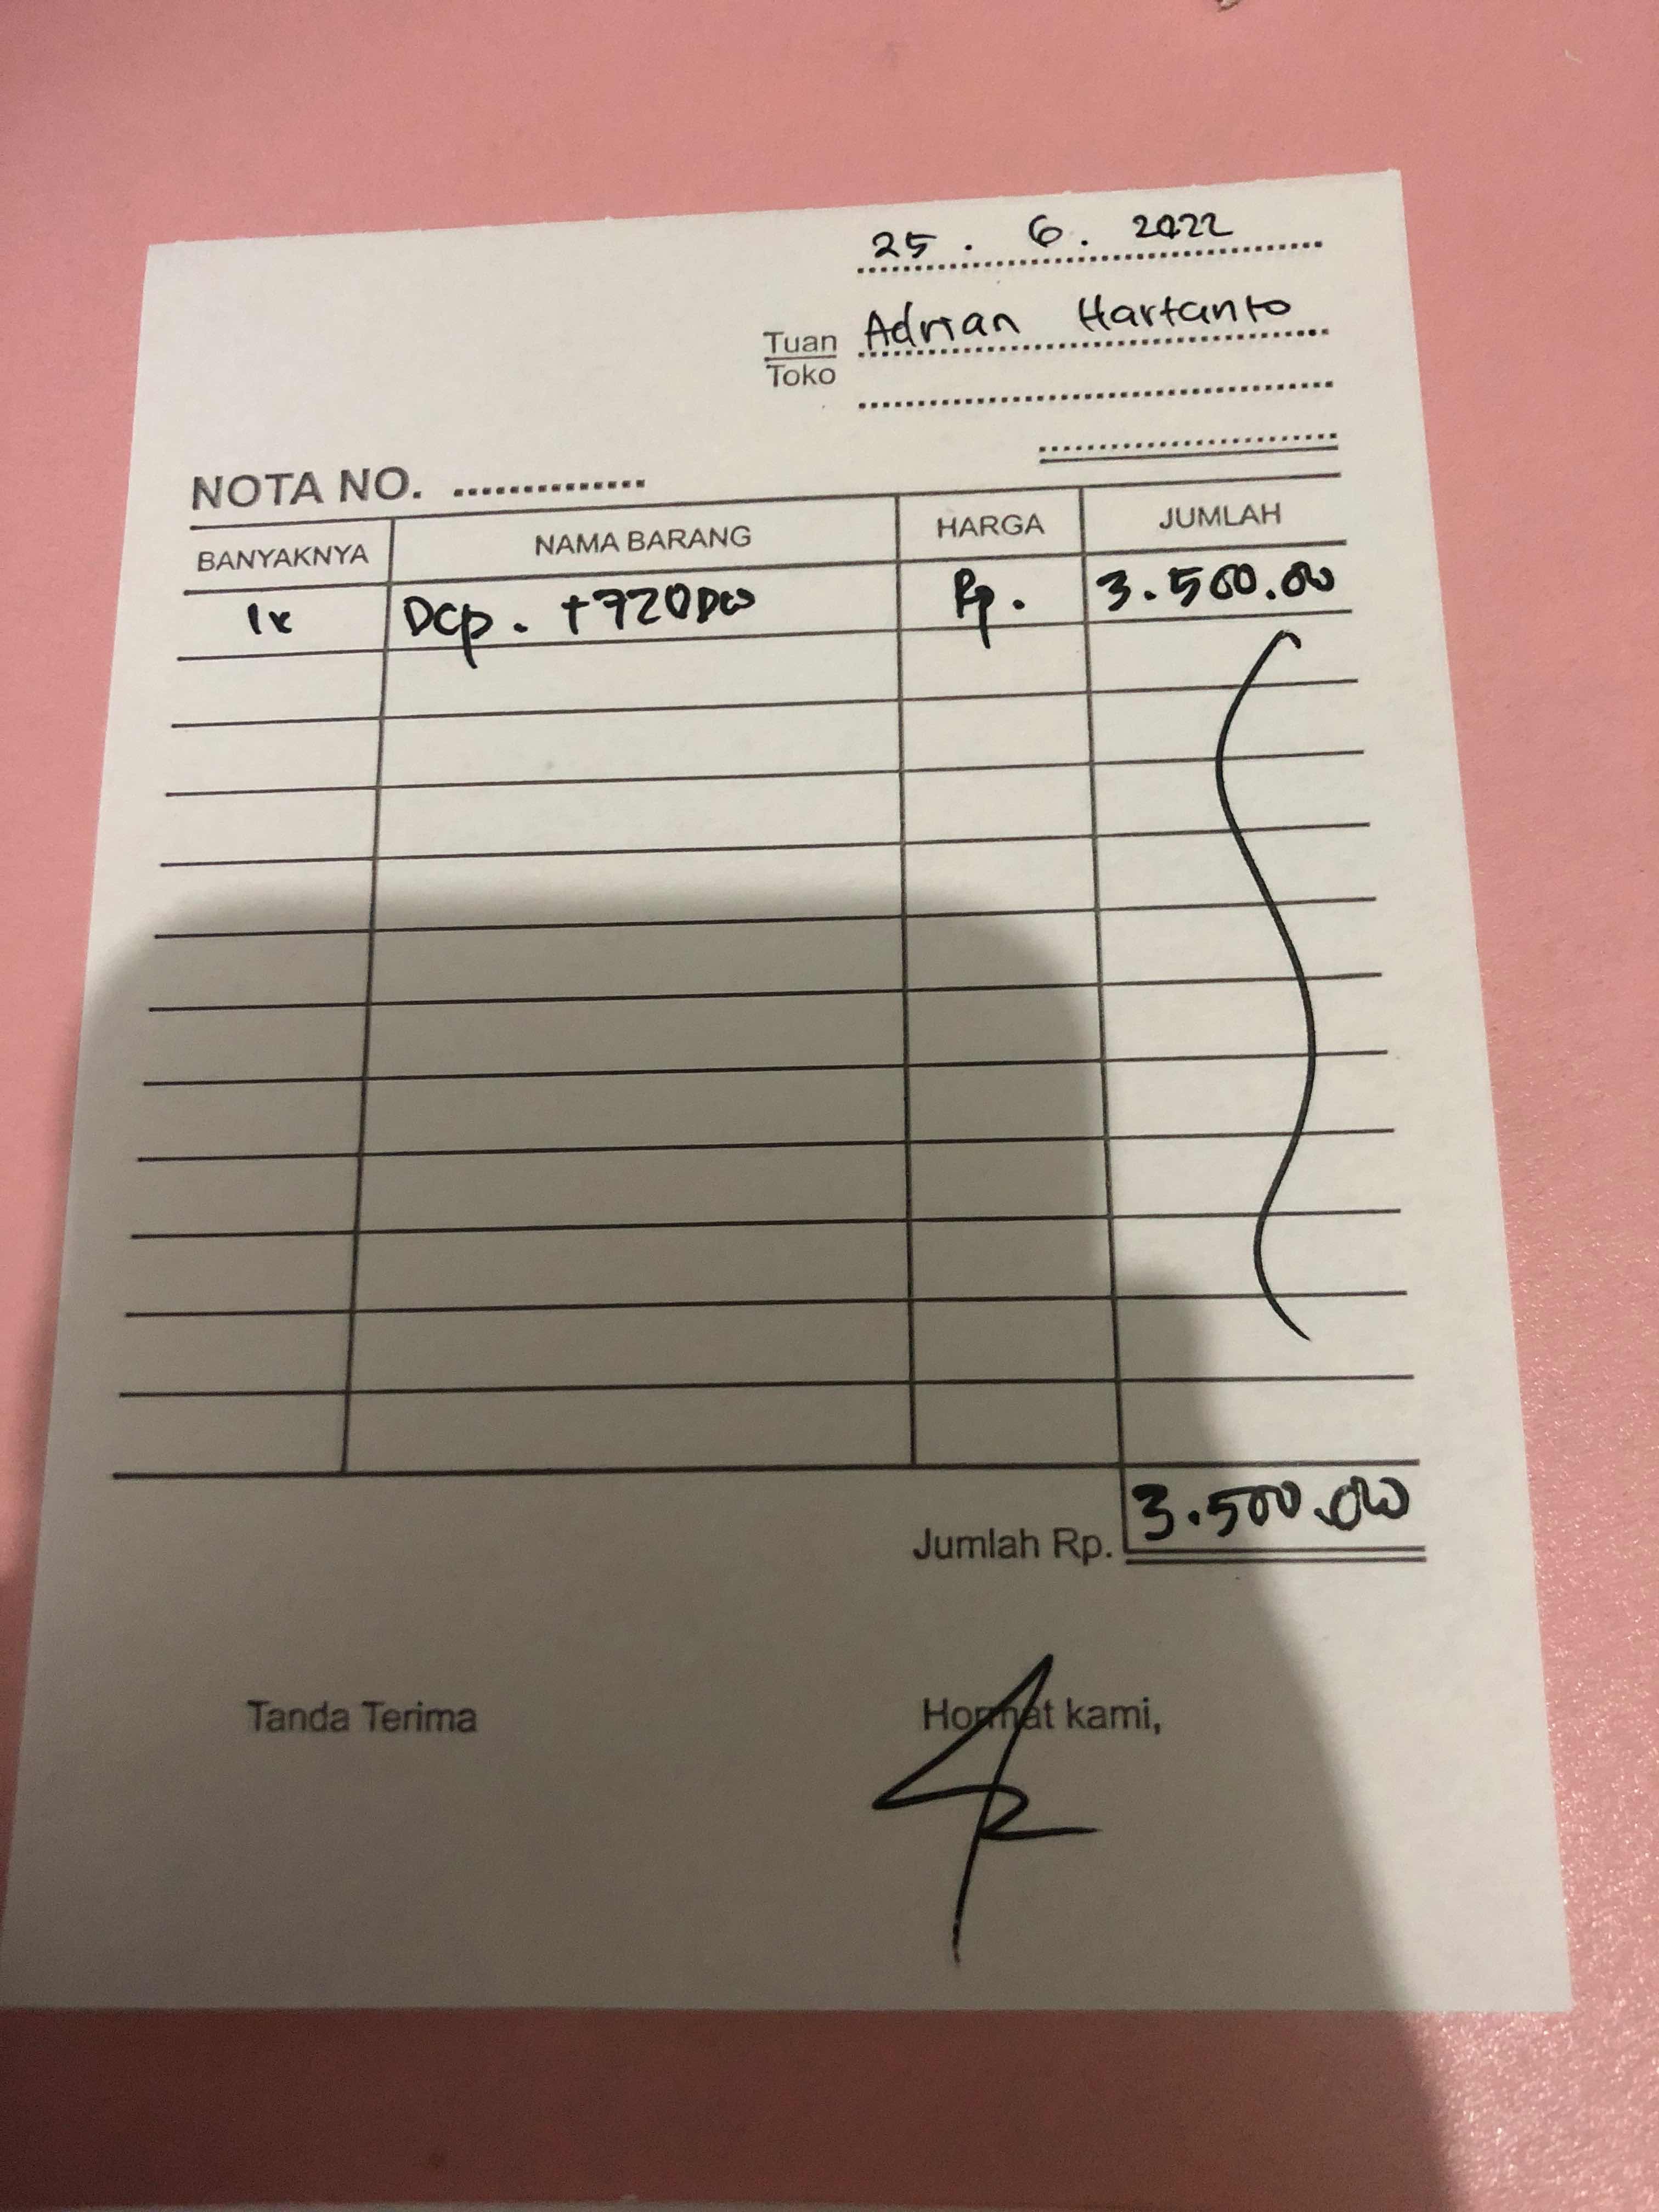 25 . 6 . 2022
Tuan Adrian Hartanto
Toko
NOTA NO.
BANYAKNYA NAMA BARANG HARGA JUMLAH
1x Dcp . t720DW Rp. 3.500.000
Jumlah Rp. 3.500.000
Tanda Terima Hormat kami,